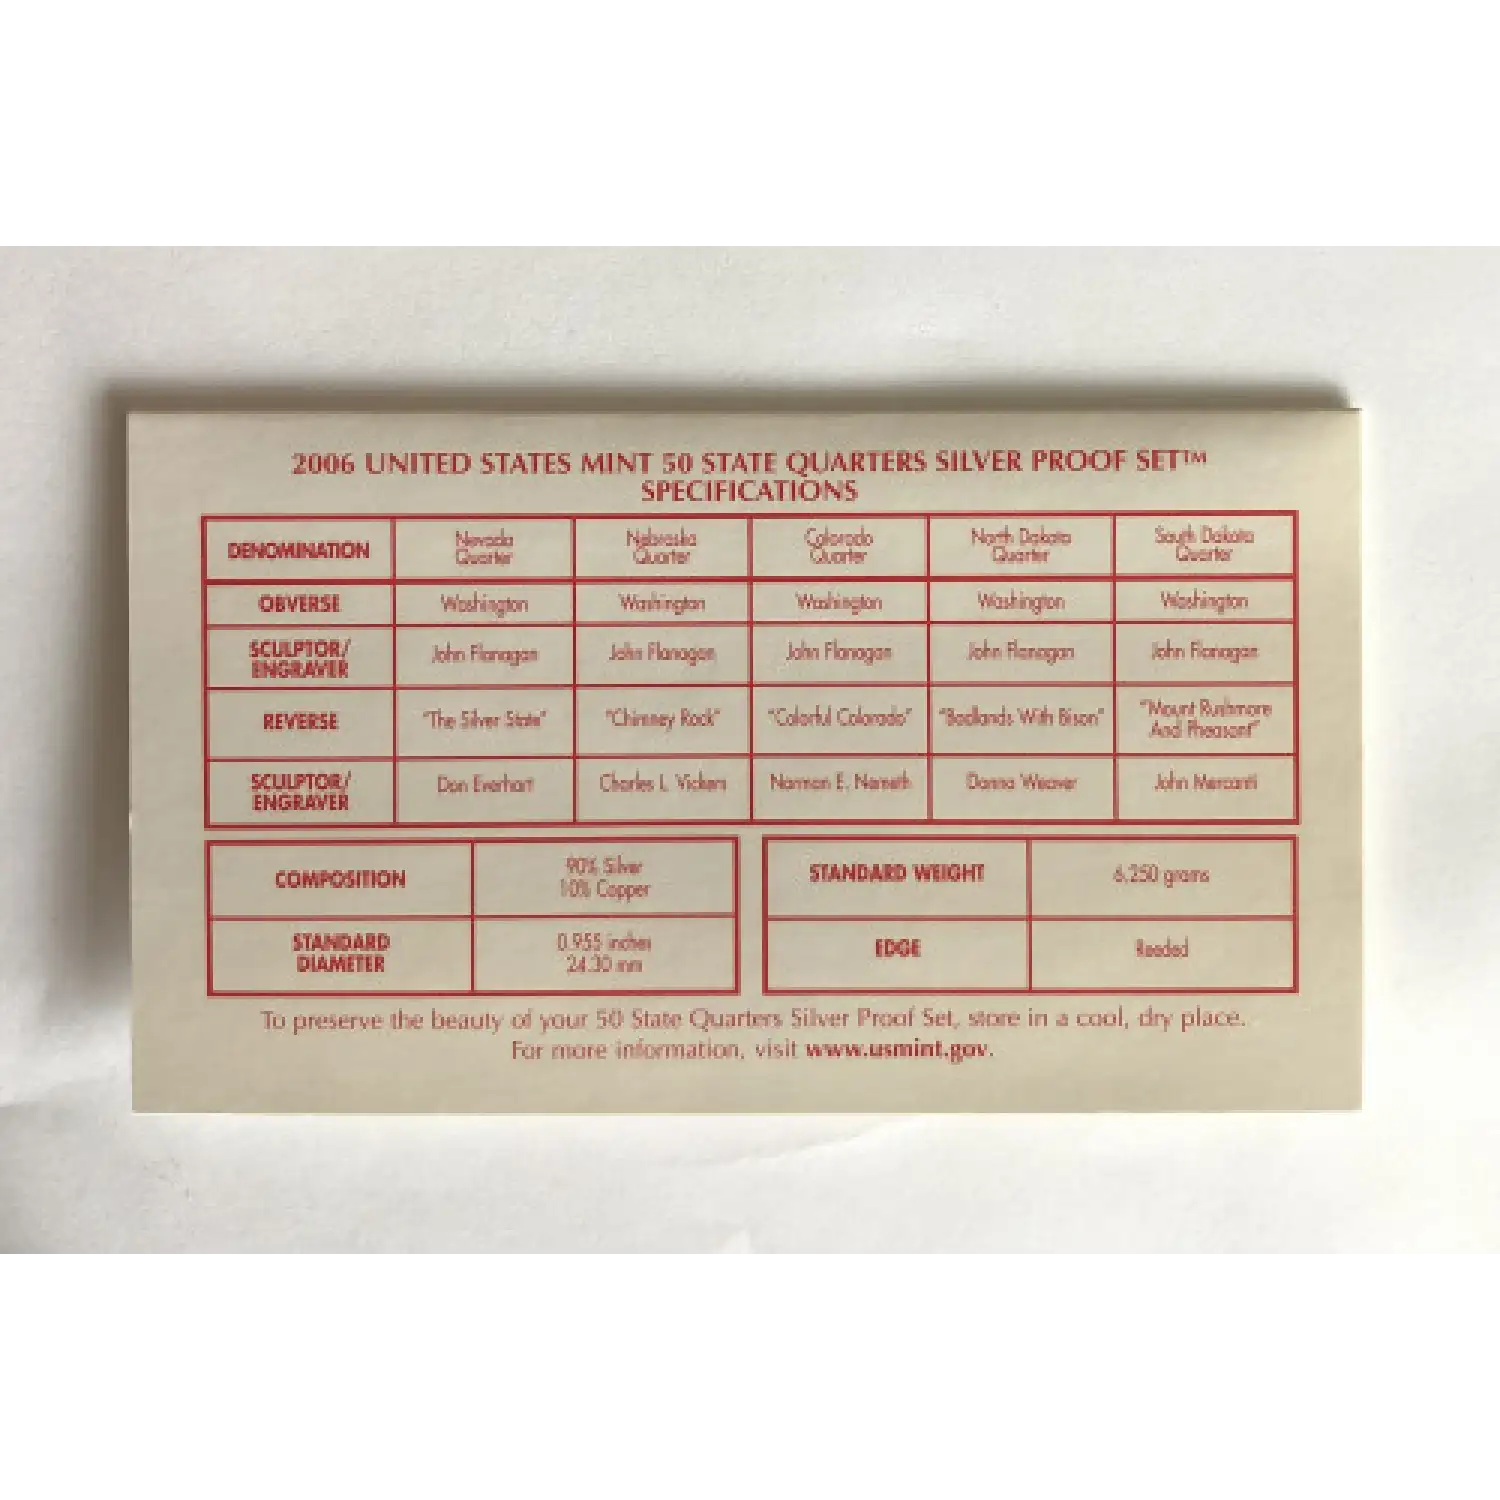 2006 UNITED STATES MINT 50 STATE QUARTERS SILVER PROOF SET™
SPECIFICATIONS
DENOMINATION
Nevada
Quarter
Nebraska
Quarter
Colorado
Quarter
North Dakota
Quarter
South Dakota
Quarter
OBVERSE
Washington
Washington
Washington
Washington
Washington
SCULPTOR/
ENGRAVER
John Flanagan
John Flanagan
John Flanagan
John Flanagan
John Flanagan
REVERSE
"The Silver State"
"Chimney Rock"
"Colorful Colorado"
"Badlands With Bison"
"Mount Rushmore
And Pheasant"
SCULPTOR/
ENGRAVER
Don Everhart
Charles L. Vickers
Norman E. Nemeth
Donna Weaver
John Mercanti
COMPOSITION
90% Silver
10% Copper
STANDARD
DIAMETER
0.955 inches
24.30 mm
STANDARD WEIGHT
6.250 grams
EDGE
Reeded
To preserve the beauty of your 50 State Quarters Silver Proof Set, store in a cool, dry place.
For more information, visit www.usmint.gov.